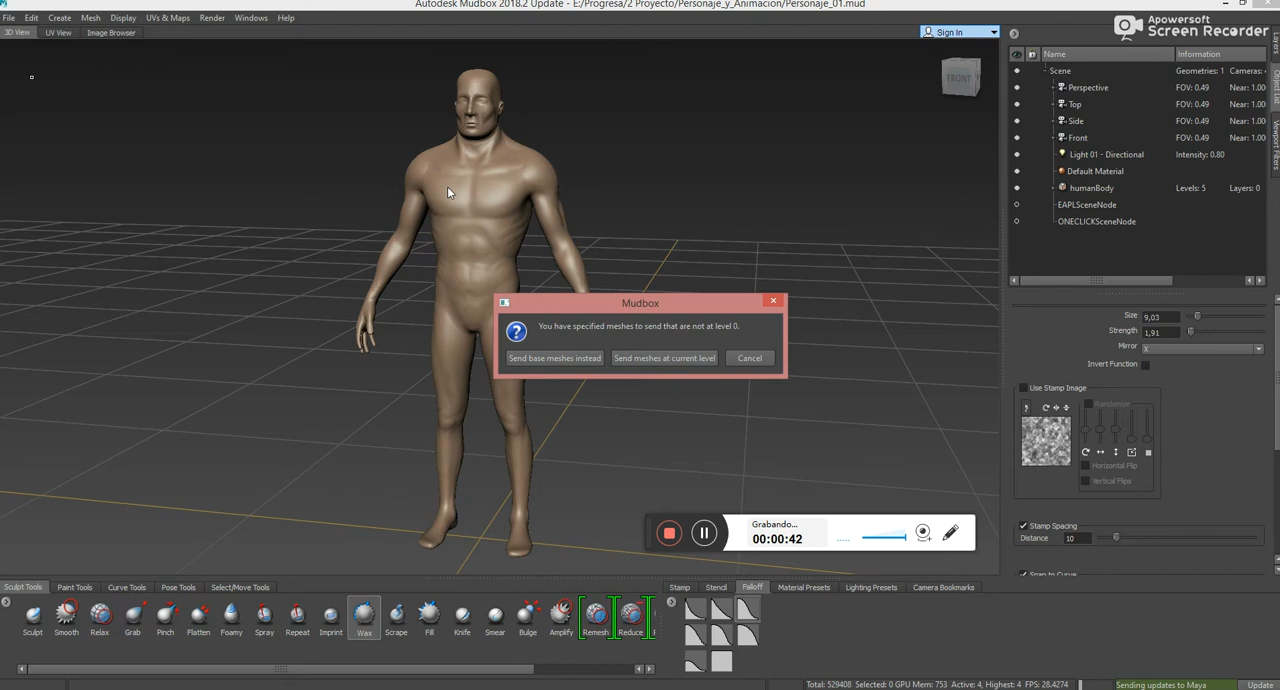 Autodesk Mudbox 2018.2 Update - E:/Progresa/2 Proyecto/Personaje_y_Animacion/Personaje_01.mud
File Edit Create Mesh Display UVs & Maps Render Windows Help
3D View UV View Image Browser
Sign In
Apowersoft
Screen Recorder
FRONT
Name Information
Scene Geometries: 1 Cameras:
Perspective FOV: 0.49 Near: 1.00
Top FOV: 0.49 Near: 1.00
Side FOV: 0.49 Near: 1.00
Front FOV: 0.49 Near: 1.00
Light 01 - Directional Intensity: 0.80
Default Material
humanBody Levels: 5 Layers: 0
EAPLSceneNode
ONECLICKSceneNode
Layers
Object List
Viewport Filters
Mudbox
You have specified meshes to send that are not at level 0.
Send base meshes instead Send meshes at current level Cancel
Size 9,03
Strength 1,91
Mirror X
Invert Function
Use Stamp Image
Randomize
Horizontal Flip
Vertical Flips
Stamp Spacing
Distance 10
Snap to Curve
Grabando...
00:00:42
Sculpt Tools Paint Tools Curve Tools Pose Tools Select/Move Tools
Stamp Stencil Falloff Material Presets Lighting Presets Camera Bookmarks
Sculpt Smooth Relax Grab Pinch Flatten Foamy Spray Repeat Imprint Wax Scrape Fill Knife Smear Bulge Amplify Remesh Reduce
Total: 529408 Selected: 0 GPU Mem: 753 Active: 4, Highest: 4 FPS: 28.4274
Sending updates to Maya Update